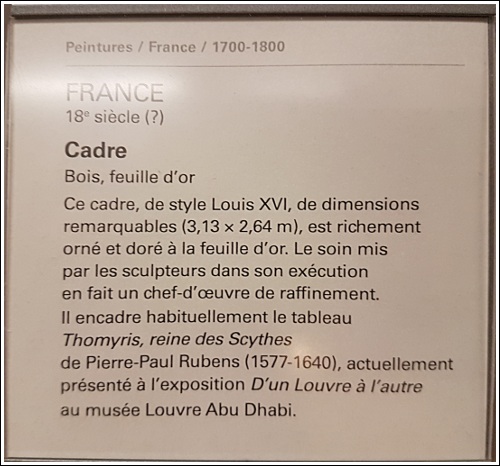 Peintures / France / 1700-1800
FRANCE
18e siècle (?)
Cadre
Bois, feuille d'or
Ce cadre, de style Louis XVI, de dimensions
remarquables (3,13 × 2,64 m), est richement
orné et doré à la feuille d'or. Le soin mis
par les sculpteurs dans son exécution
en fait un chef-d'œuvre de raffinement.
Il encadre habituellement le tableau
Thomyris, reine des Scythes
de Pierre-Paul Rubens (1577-1640), actuellement
présenté à l'exposition D'un Louvre à l'autre
au musée Louvre Abu Dhabi.